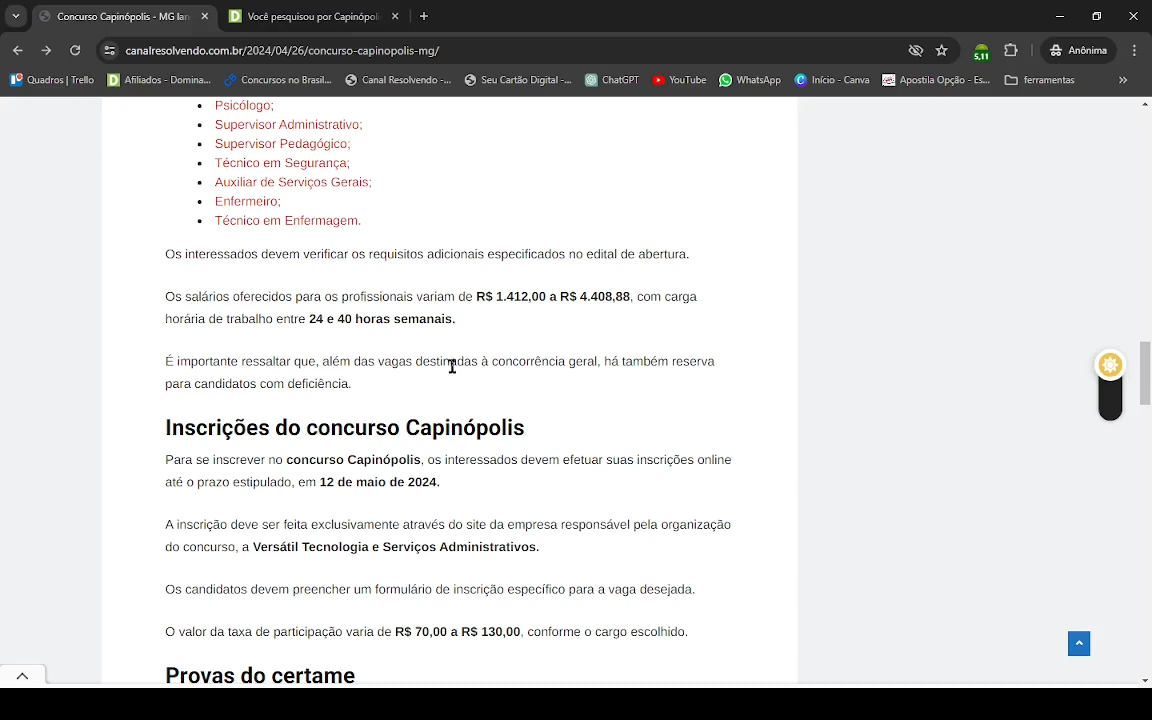 Concurso Capinópolis - MG lan
Você pesquisou por Capinópoli
canalresolvendo.com.br/2024/04/26/concurso-capinopolis-mg/
5,11
Anônima
Quadros | Trello
Afiliados - Domina...
Concursos no Brasil...
Canal Resolvendo -...
Seu Cartão Digital -...
ChatGPT
YouTube
WhatsApp
Início - Canva
Apostila Opção - Es...
ferramentas
Psicólogo;
Supervisor Administrativo;
Supervisor Pedagógico;
Técnico em Segurança;
Auxiliar de Serviços Gerais;
Enfermeiro;
Técnico em Enfermagem.
Os interessados devem verificar os requisitos adicionais especificados no edital de abertura.
Os salários oferecidos para os profissionais variam de R$ 1.412,00 a R$ 4.408,88, com carga
horária de trabalho entre 24 e 40 horas semanais.
É importante ressaltar que, além das vagas destinadas à concorrência geral, há também reserva
para candidatos com deficiência.
Inscrições do concurso Capinópolis
Para se inscrever no concurso Capinópolis, os interessados devem efetuar suas inscrições online
até o prazo estipulado, em 12 de maio de 2024.
A inscrição deve ser feita exclusivamente através do site da empresa responsável pela organização
do concurso, a Versátil Tecnologia e Serviços Administrativos.
Os candidatos devem preencher um formulário de inscrição específico para a vaga desejada.
O valor da taxa de participação varia de R$ 70,00 a R$ 130,00, conforme o cargo escolhido.
Provas do certame